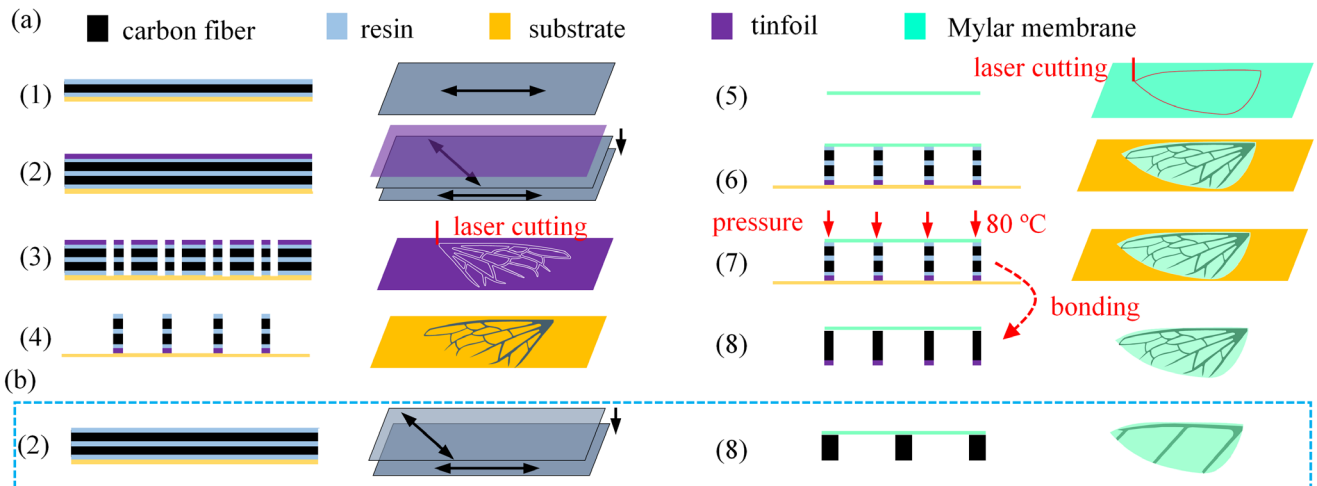 (a)
carbon fiber resin substrate tinfoil Mylar membrane
(1)
(2)
(3) laser cutting
(4)
(5) laser cutting
(6)
pressure 80 ºC
(7)
bonding
(8)
(b)
(2)
(8)